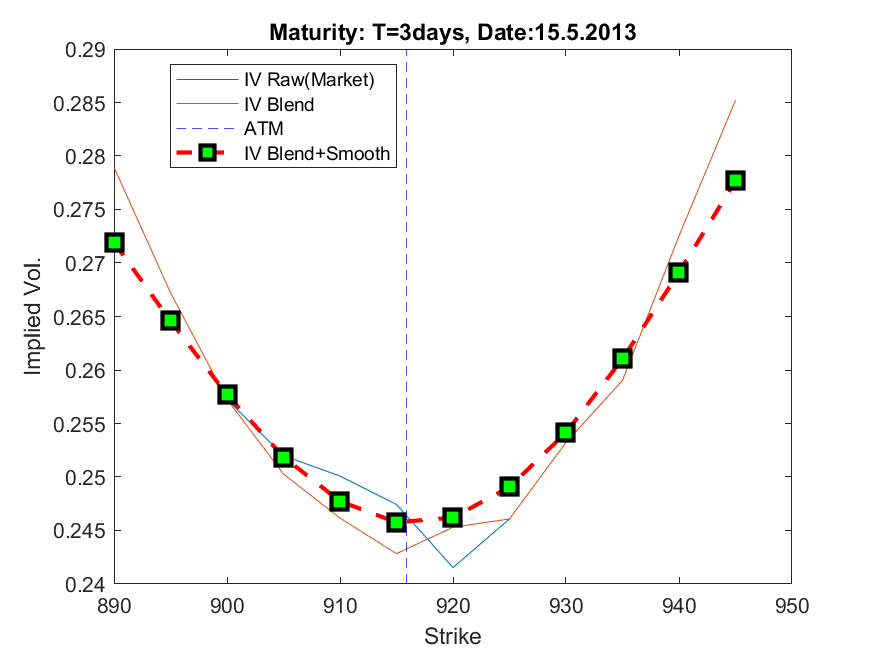 Maturity: T=3days, Date:15.5.2013
0.29
0.285
0.28
0.275
0.27
0.265
0.26
0.255
0.25
0.245
0.24
Implied Vol.
IV Raw(Market)
IV Blend
ATM
IV Blend+Smooth
890 900 910 920 930 940 950
Strike